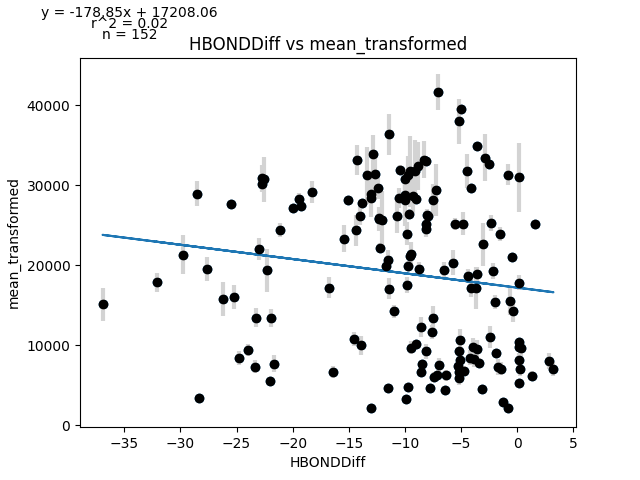 y = -178.85x + 17208.06
r^2 = 0.02
n = 152
HBONDDiff vs mean_transformed
mean_transformed
40000
30000
20000
10000
0
−35 −30 −25 −20 −15 −10 −5 0 5
HBONDDiff